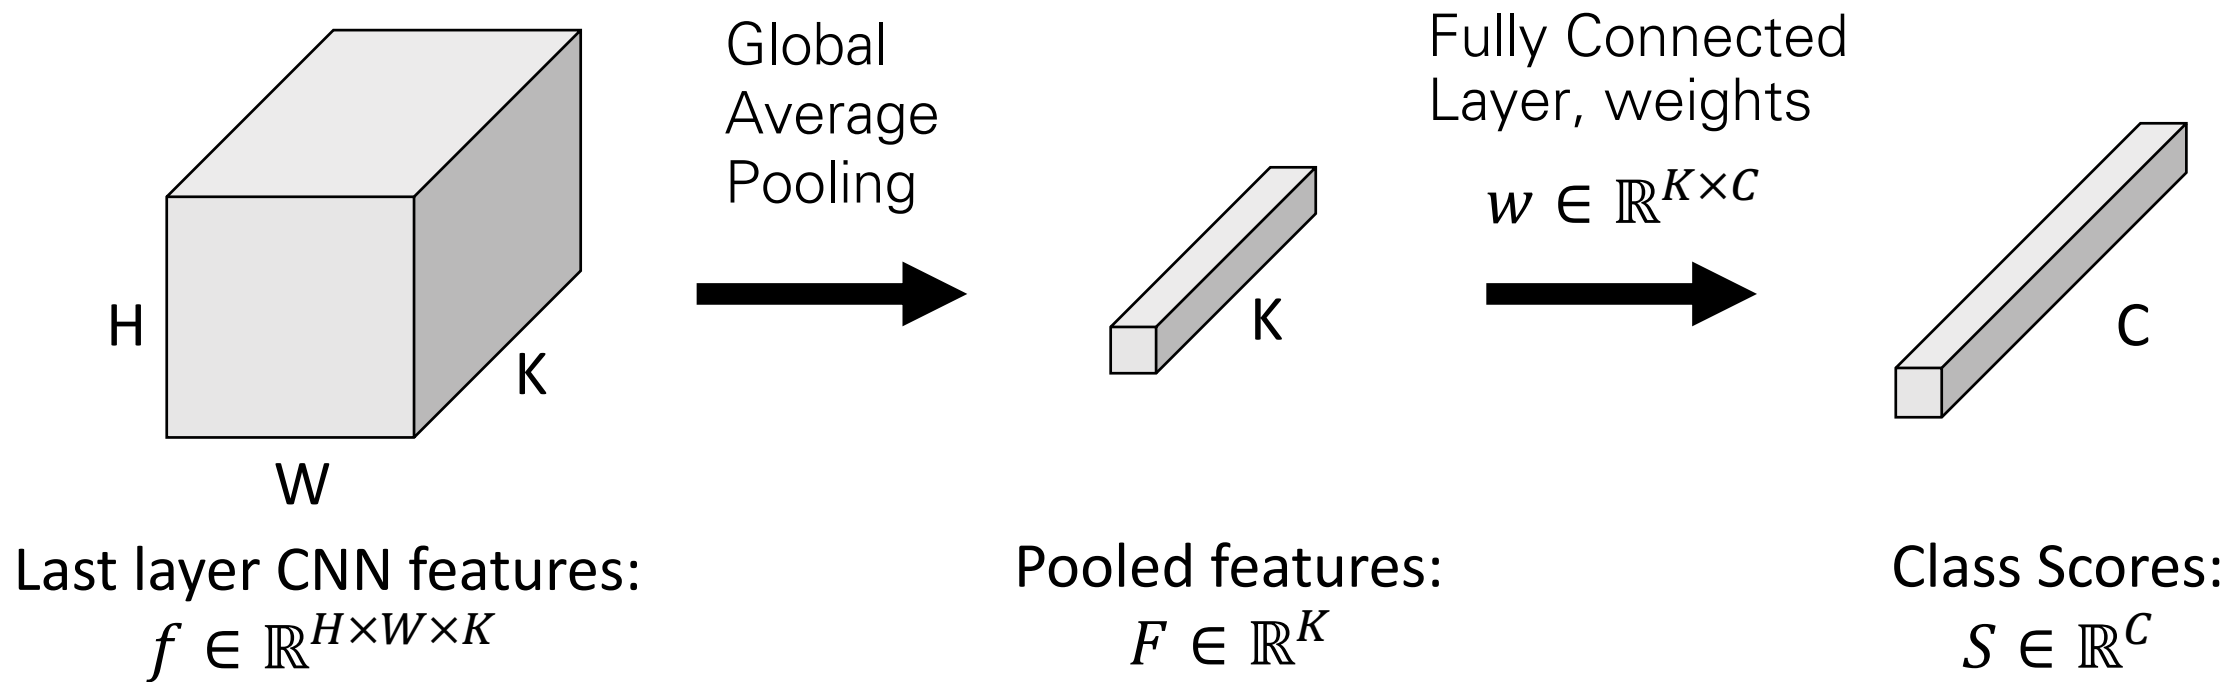 Global
Average
Pooling
Fully Connected
Layer, weights
w ∈ ℝ^{K×C}
H
K
W
K
C
Last layer CNN features:
f ∈ ℝ^{H×W×K}
Pooled features:
F ∈ ℝ^K
Class Scores:
S ∈ ℝ^C